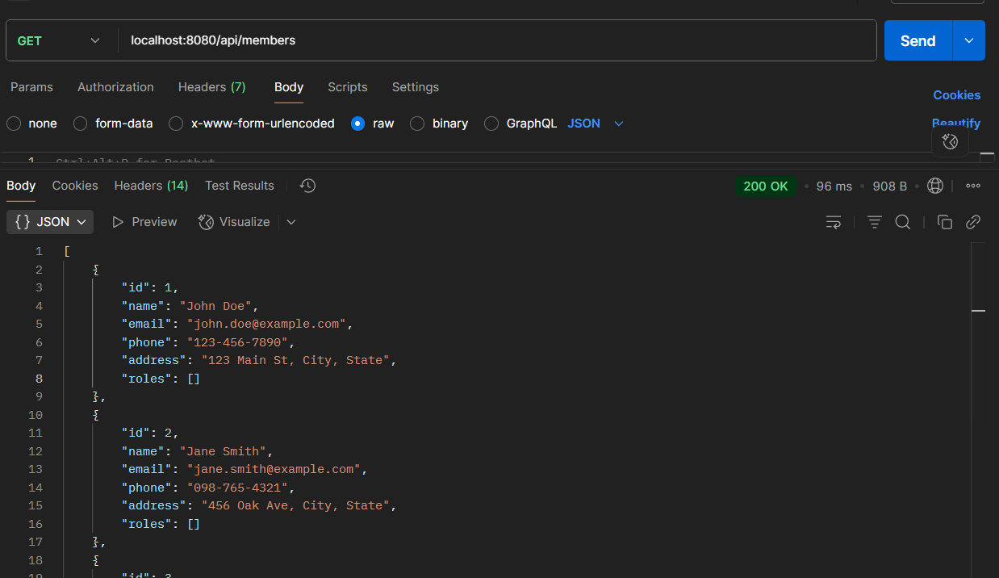 GET localhost:8080/api/members Send
Params Authorization Headers (7) Body Scripts Settings Cookies
none form-data x-www-form-urlencoded raw binary GraphQL JSON Beautify
1 Ctrl+Alt+P for Postbot
Body Cookies Headers (14) Test Results 200 OK 96 ms 908 B
{} JSON Preview Visualize
1 [
2 {
3 "id": 1,
4 "name": "John Doe",
5 "email": "john.doe@example.com",
6 "phone": "123-456-7890",
7 "address": "123 Main St, City, State",
8 "roles": []
9 },
10 {
11 "id": 2,
12 "name": "Jane Smith",
13 "email": "jane.smith@example.com",
14 "phone": "098-765-4321",
15 "address": "456 Oak Ave, City, State",
16 "roles": []
17 },
18 {
19 "id": 3,